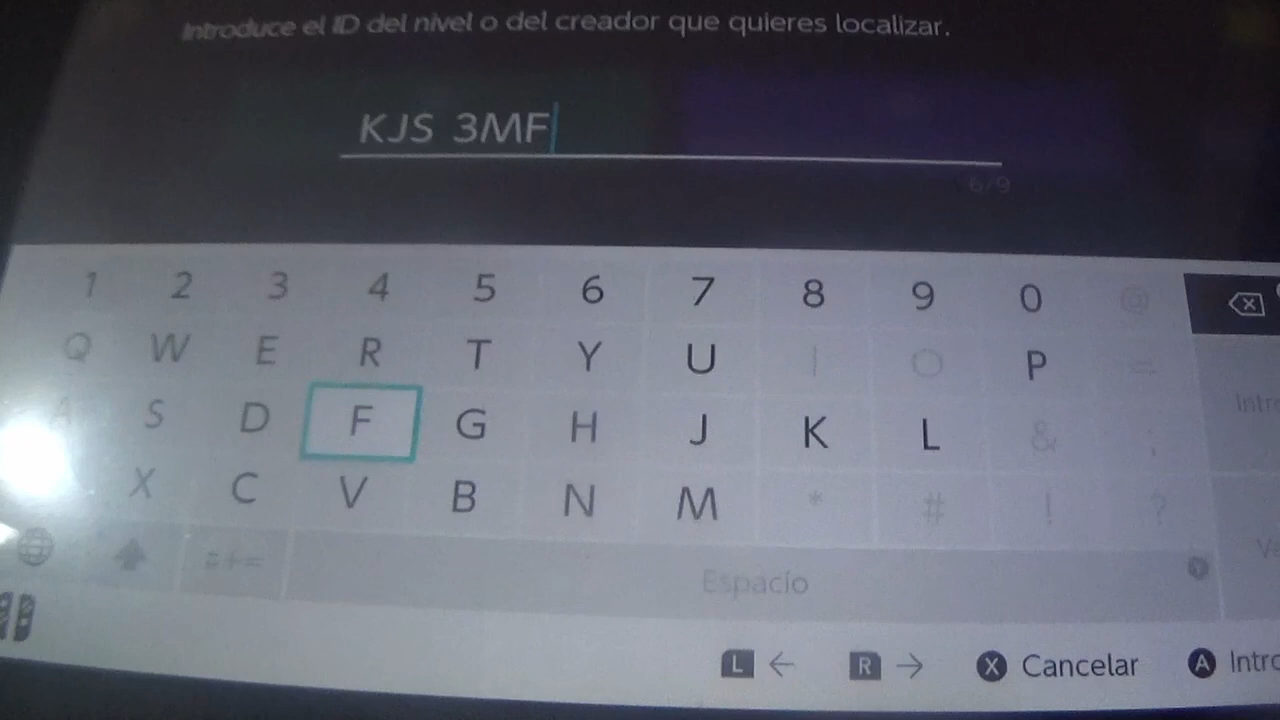 Introduce el ID del nivel o del creador que quieres localizar.
KJS 3MF
6/9
1 2 3 4 5 6 7 8 9 0 @
Q W E R T Y U I O P =
A S D F G H J K L & ;
X C V B N M * # ! ?
Espacio
L ← R → X Cancelar A